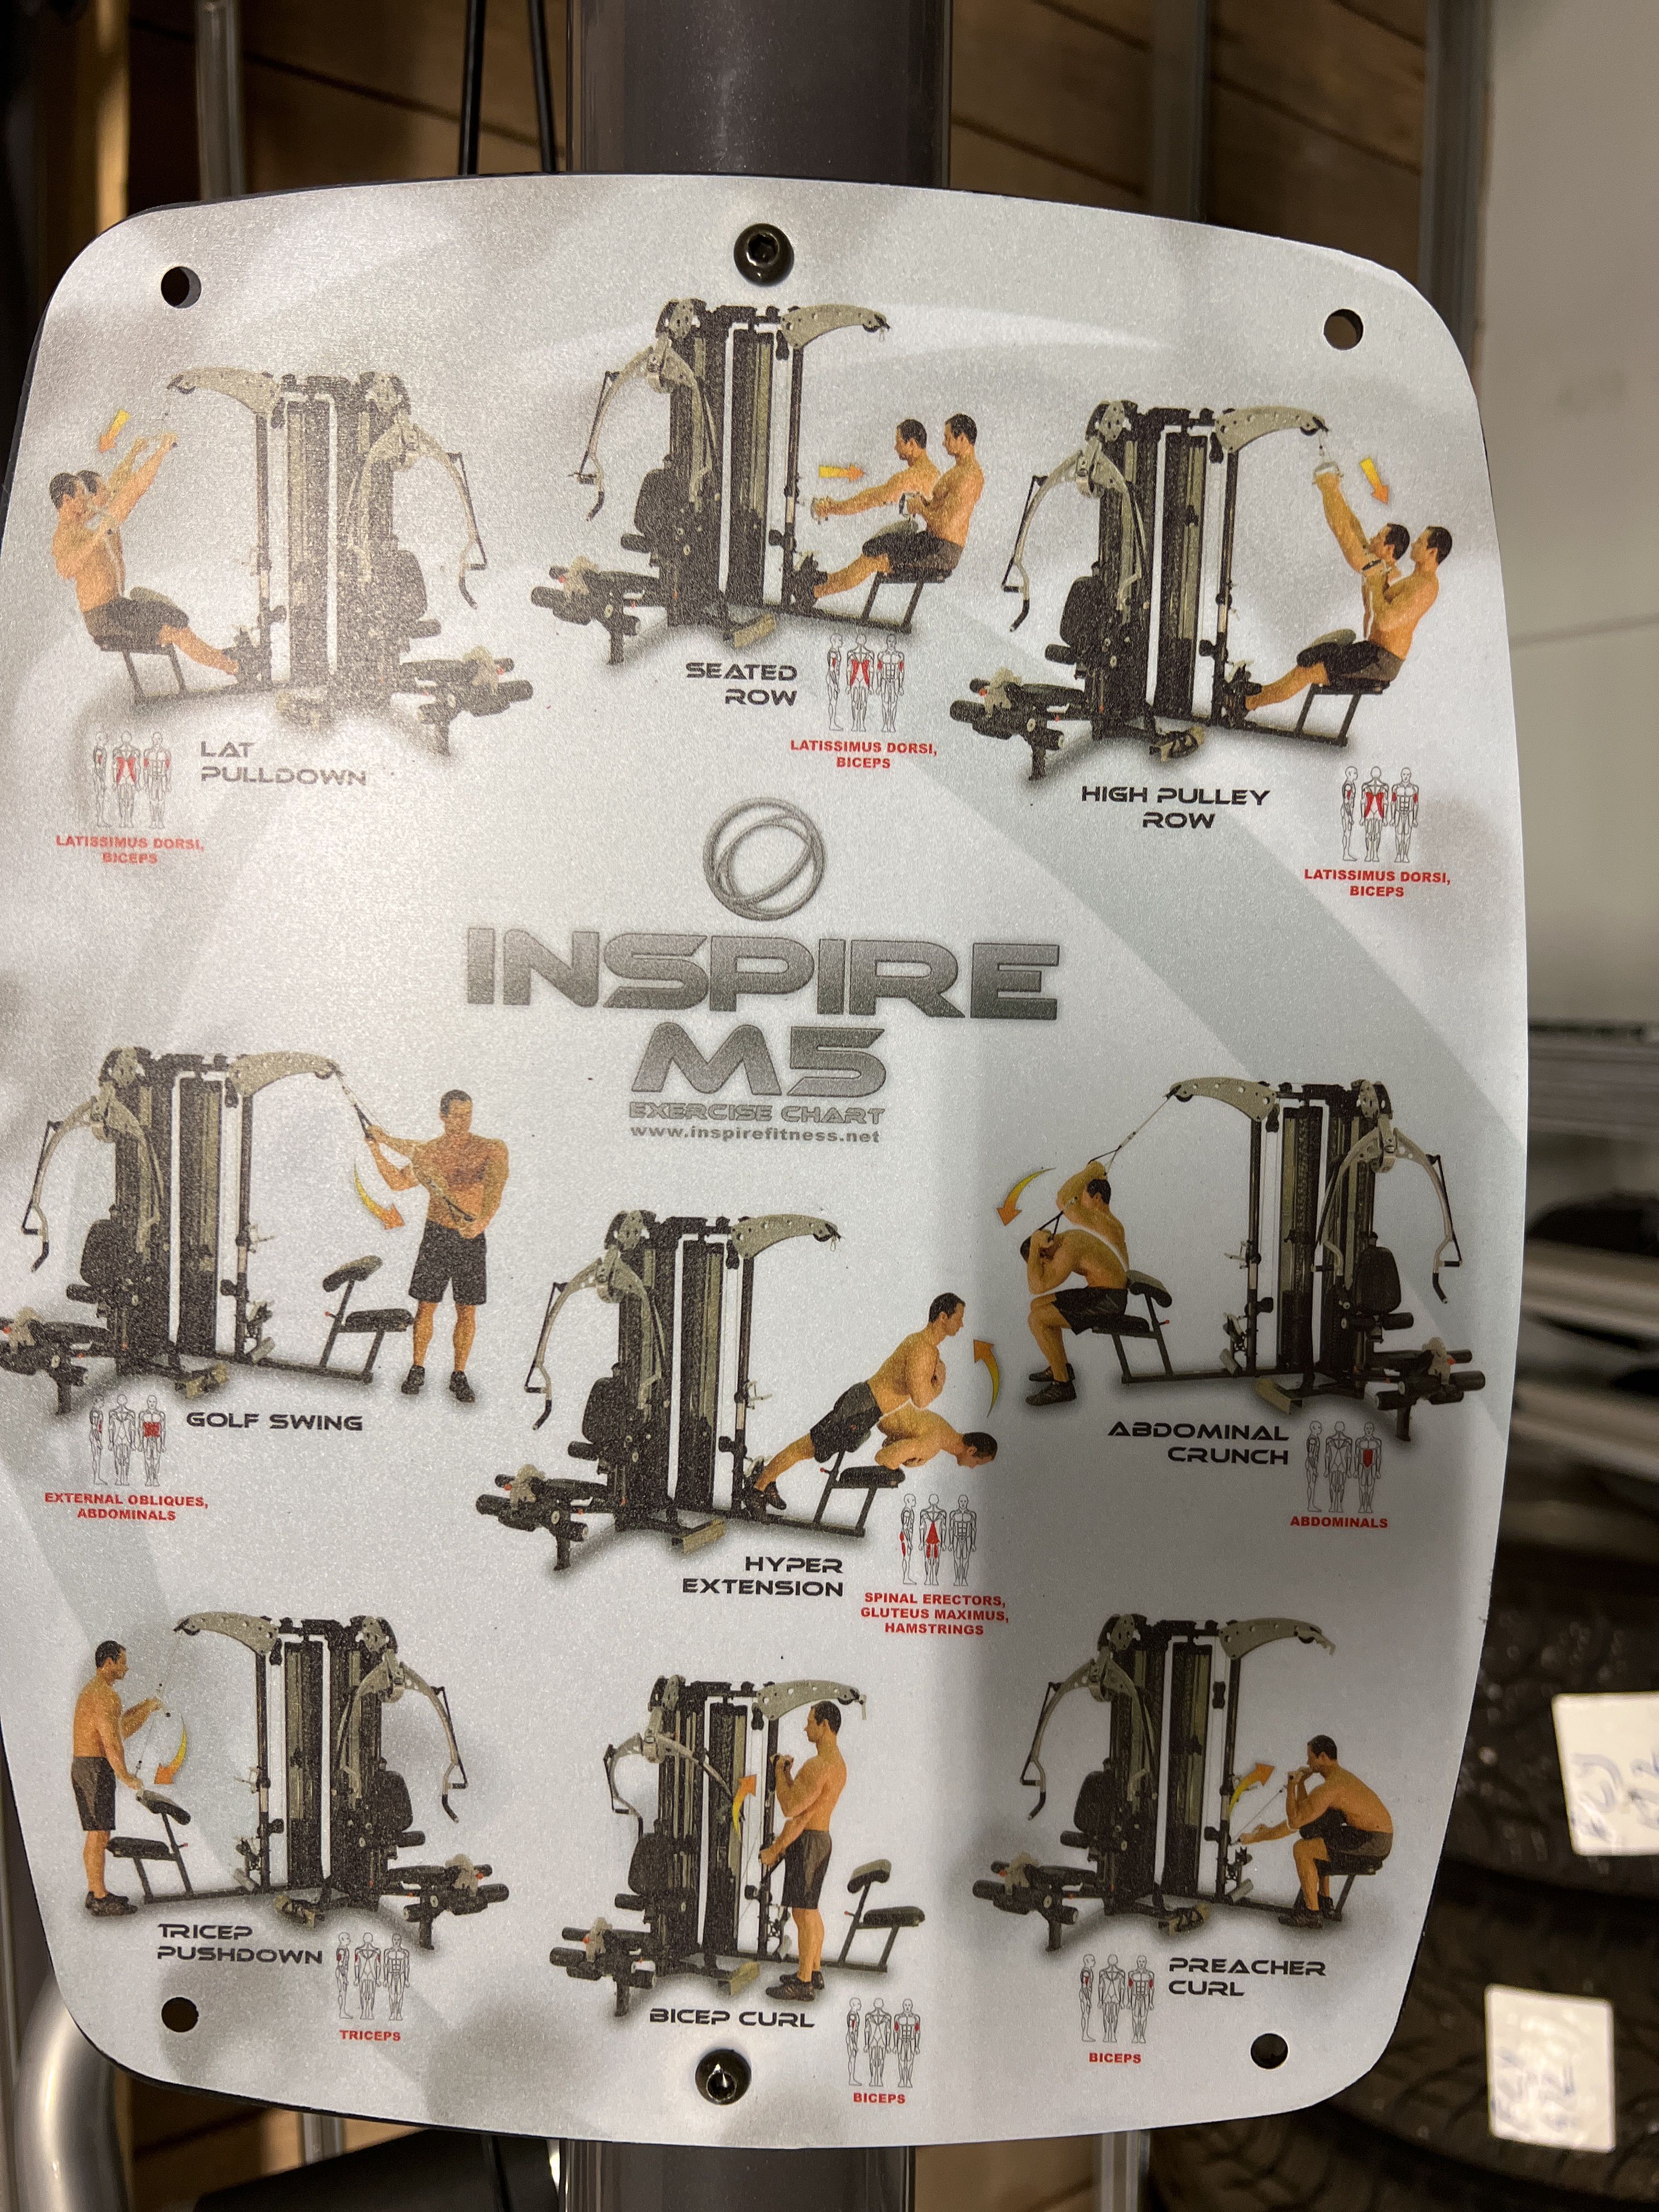 SEATED
ROW
LATISSIMUS DORSI,
BICEPS
LAT
PULLDOWN
LATISSIMUS DORSI,
BICEPS
HIGH PULLEY
ROW
LATISSIMUS DORSI,
BICEPS
INSPIRE
M5
EXERCISE CHART
www.inspirefitness.net
GOLF SWING
EXTERNAL OBLIQUES,
ABDOMINALS
HYPER
EXTENSION
SPINAL ERECTORS,
GLUTEUS MAXIMUS,
HAMSTRINGS
ABDOMINAL
CRUNCH
ABDOMINALS
TRICEP
PUSHDOWN
TRICEPS
BICEP CURL
BICEPS
PREACHER
CURL
BICEPS